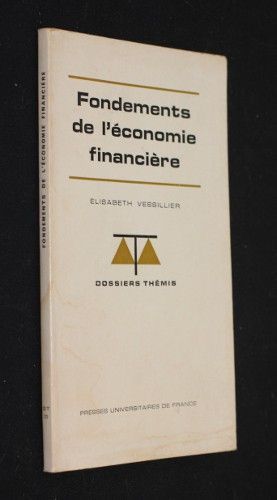 Fondements
de l'économie
financière
ÉLISABETH VESSILLIER
DOSSIERS THÉMIS
PRESSES UNIVERSITAIRES DE FRANCE
FONDEMENTS DE L'ÉCONOMIE FINANCIÈRE